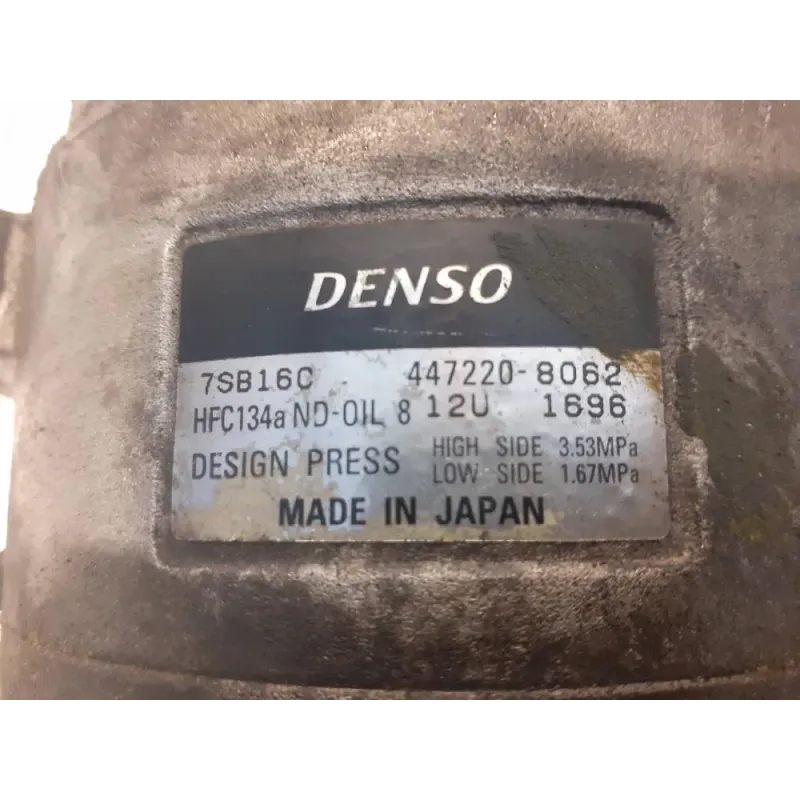 DENSO
7SB16C 447220-8062
HFC134a ND-OIL 8 12U 1696
DESIGN PRESS HIGH SIDE 3.53MPa
LOW SIDE 1.67MPa
MADE IN JAPAN